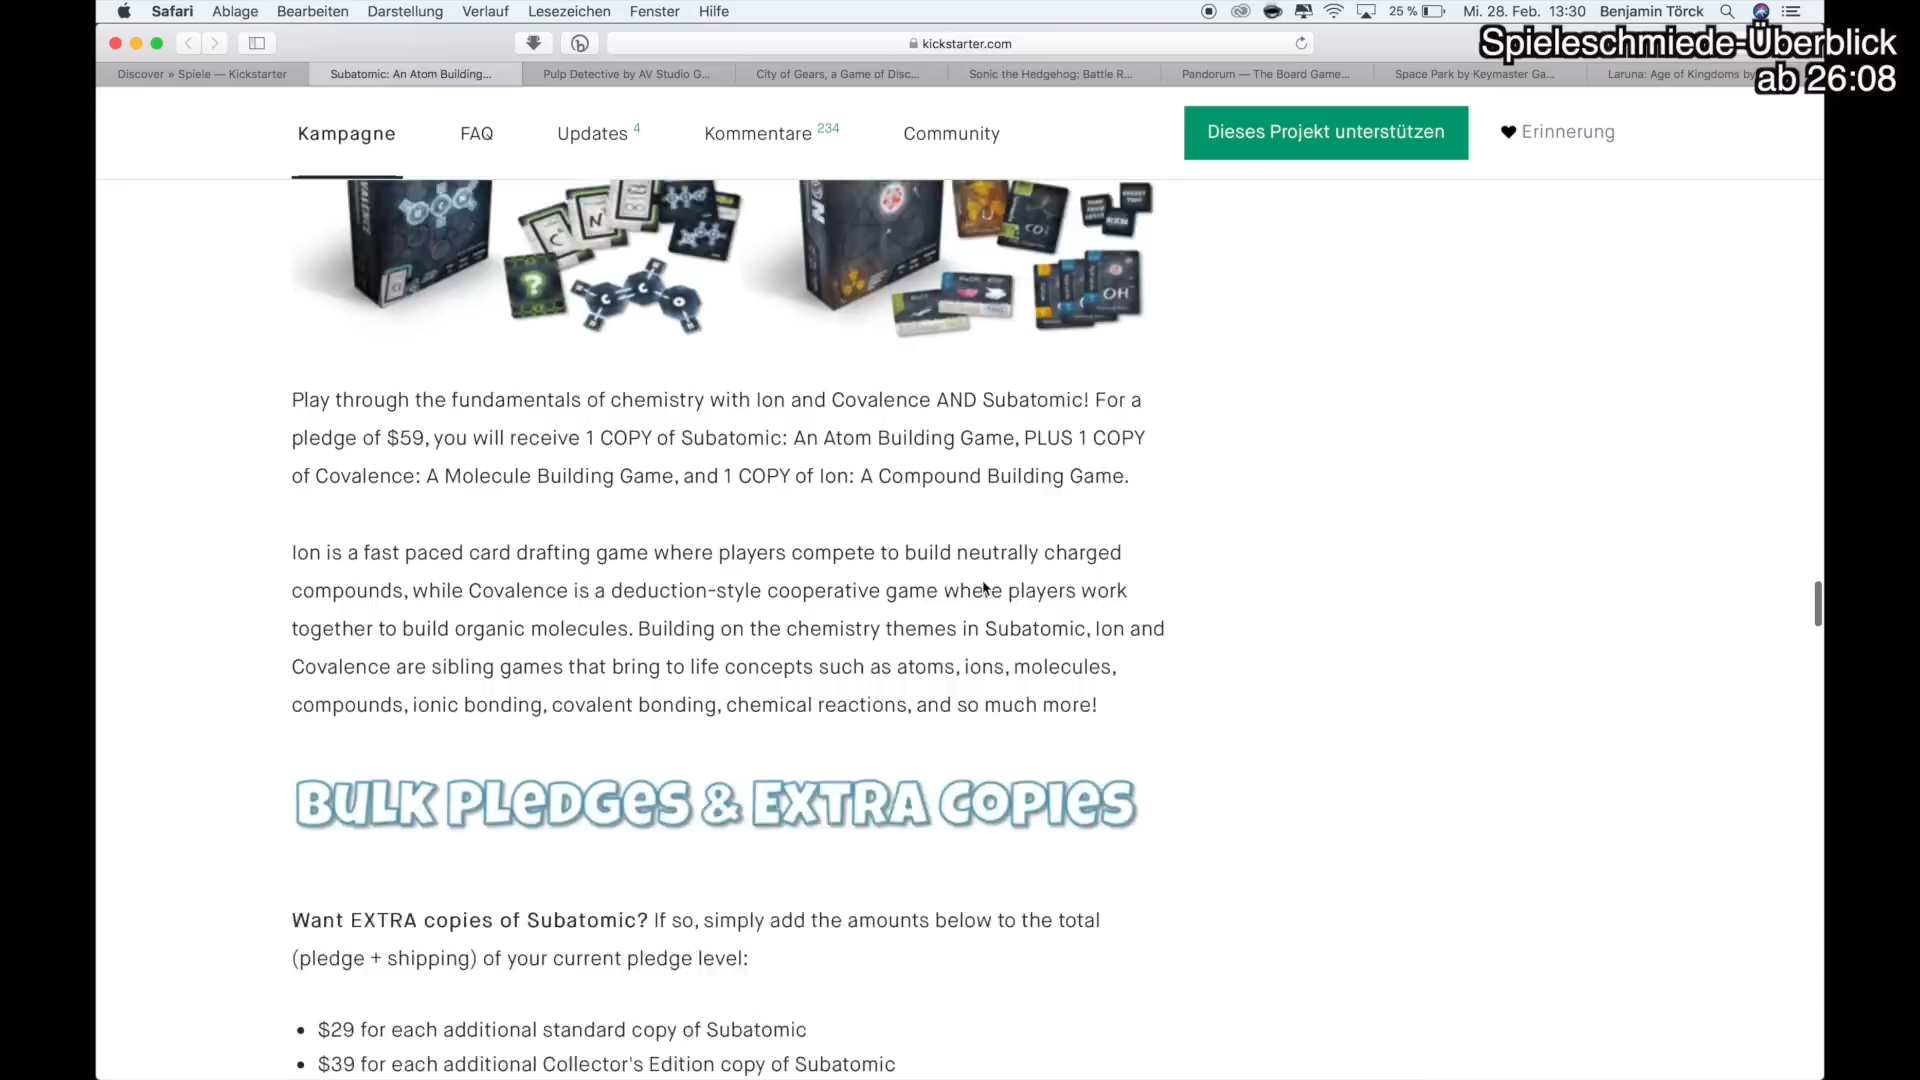 Safari Ablage Bearbeiten Darstellung Verlauf Lesezeichen Fenster Hilfe 25 % Mi. 28. Feb. 13:30 Benjamin Törck
kickstarter.com
Spieleschmiede-Überblick
ab 26:08
Discover » Spiele — Kickstarter Subatomic: An Atom Building... Pulp Detective by AV Studio G... City of Gears, a Game of Disc... Sonic the Hedgehog: Battle R... Pandorum — The Board Game... Space Park by Keymaster Ga... Laruna: Age of Kingdoms by
Kampagne FAQ Updates 4 Kommentare 234 Community Dieses Projekt unterstützen Erinnerung
C N ? C C O
U CO OH
Play through the fundamentals of chemistry with Ion and Covalence AND Subatomic! For a
pledge of $59, you will receive 1 COPY of Subatomic: An Atom Building Game, PLUS 1 COPY
of Covalence: A Molecule Building Game, and 1 COPY of Ion: A Compound Building Game.
Ion is a fast paced card drafting game where players compete to build neutrally charged
compounds, while Covalence is a deduction-style cooperative game where players work
together to build organic molecules. Building on the chemistry themes in Subatomic, Ion and
Covalence are sibling games that bring to life concepts such as atoms, ions, molecules,
compounds, ionic bonding, covalent bonding, chemical reactions, and so much more!
BULK PLEDGES & EXTRA COPIES
Want EXTRA copies of Subatomic? If so, simply add the amounts below to the total
(pledge + shipping) of your current pledge level:
• $29 for each additional standard copy of Subatomic
• $39 for each additional Collector's Edition copy of Subatomic